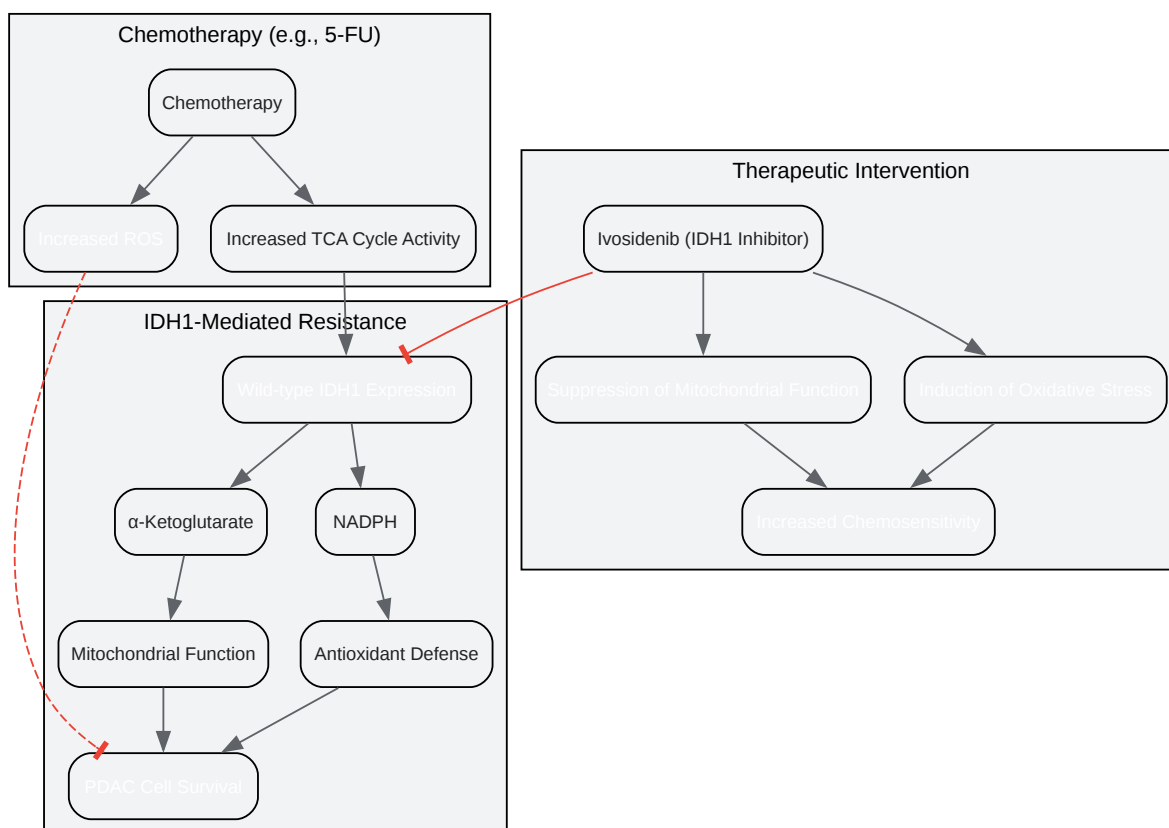 Chemotherapy (e.g., 5-FU)
Chemotherapy
Increased ROS
Increased TCA Cycle Activity
Therapeutic Intervention
Ivosidenib (IDH1 Inhibitor)
Suppression of Mitochondrial Function
Induction of Oxidative Stress
Increased Chemosensitivity
IDH1-Mediated Resistance
Wild-type IDH1 Expression
α-Ketoglutarate
NADPH
Mitochondrial Function
Antioxidant Defense
PDAC Cell Survival